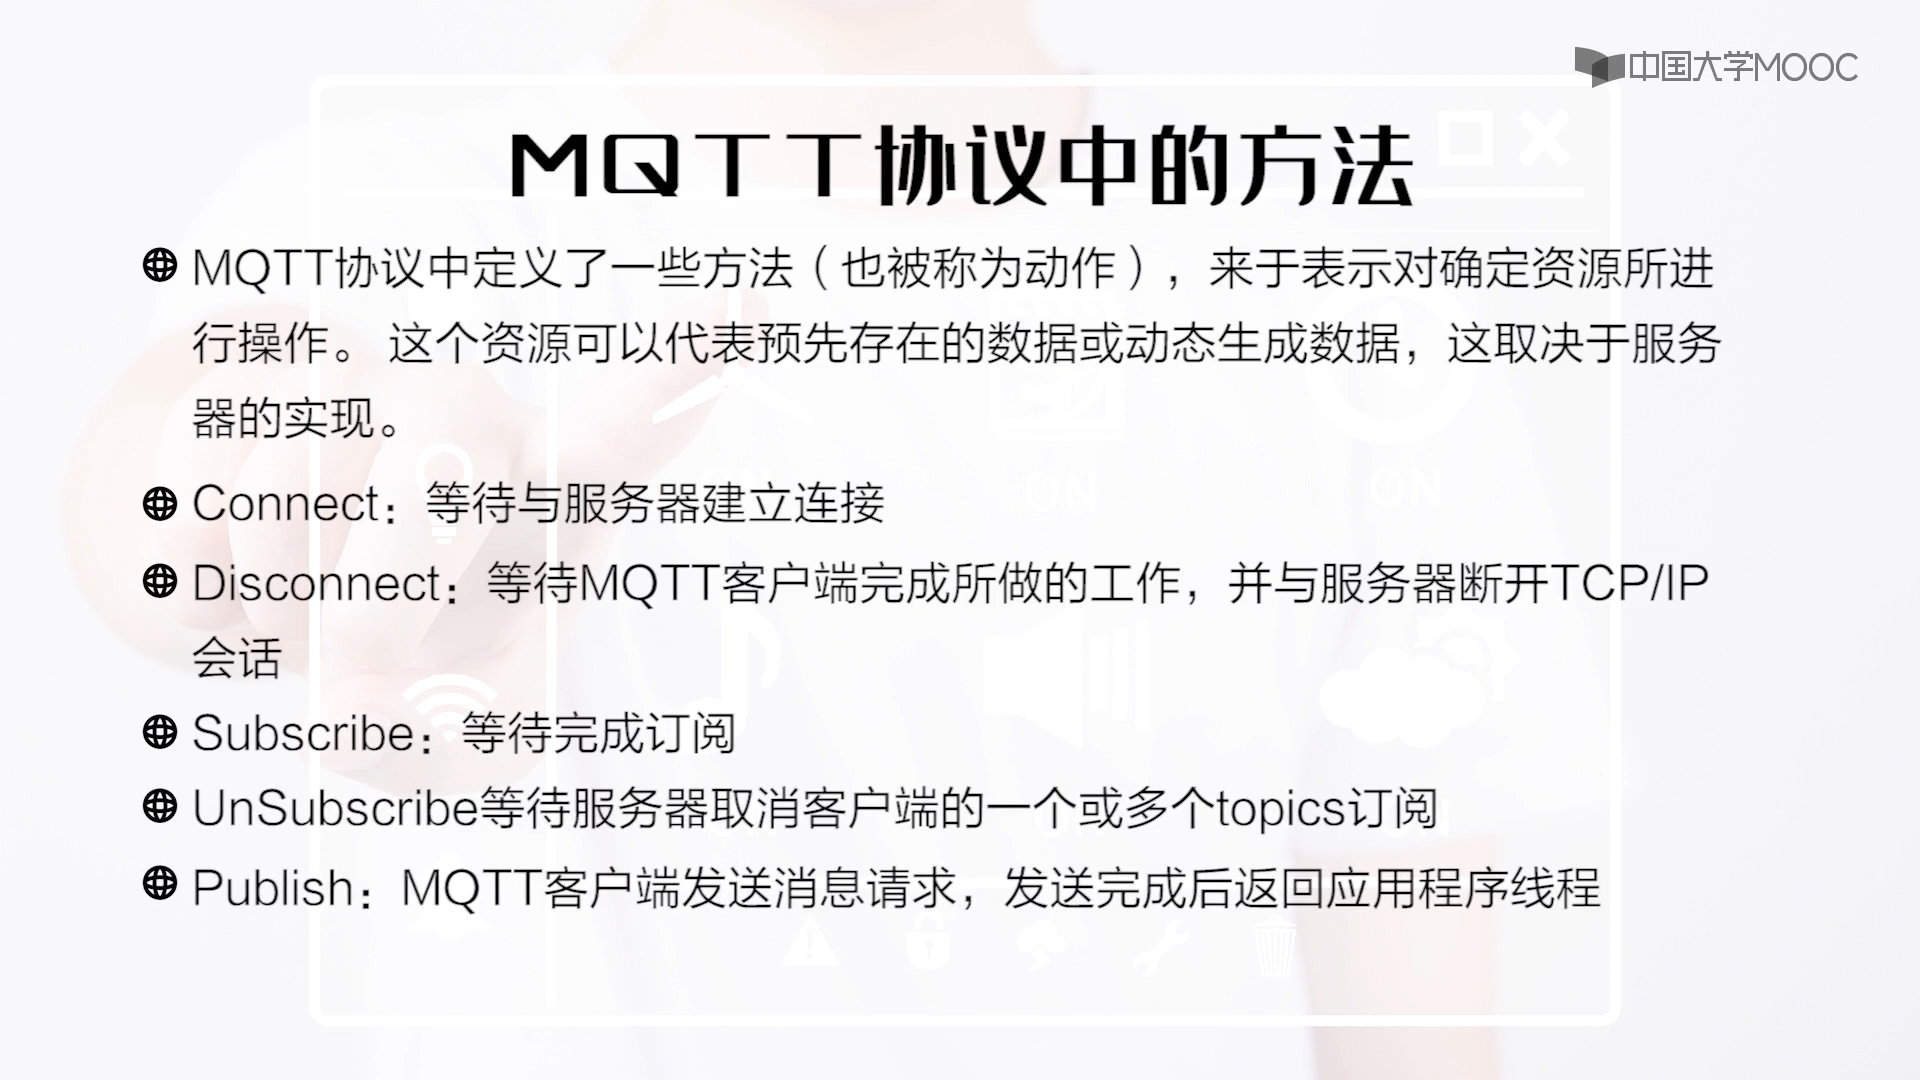 中国大学MOOC
MQTT协议中的方法
MQTT协议中定义了一些方法（也被称为动作），来于表示对确定资源所进
行操作。 这个资源可以代表预先存在的数据或动态生成数据，这取决于服务
器的实现。
Connect：等待与服务器建立连接
Disconnect：等待MQTT客户端完成所做的工作，并与服务器断开TCP/IP
会话
Subscribe：等待完成订阅
UnSubscribe等待服务器取消客户端的一个或多个topics订阅
Publish：MQTT客户端发送消息请求，发送完成后返回应用程序线程
ON
ON